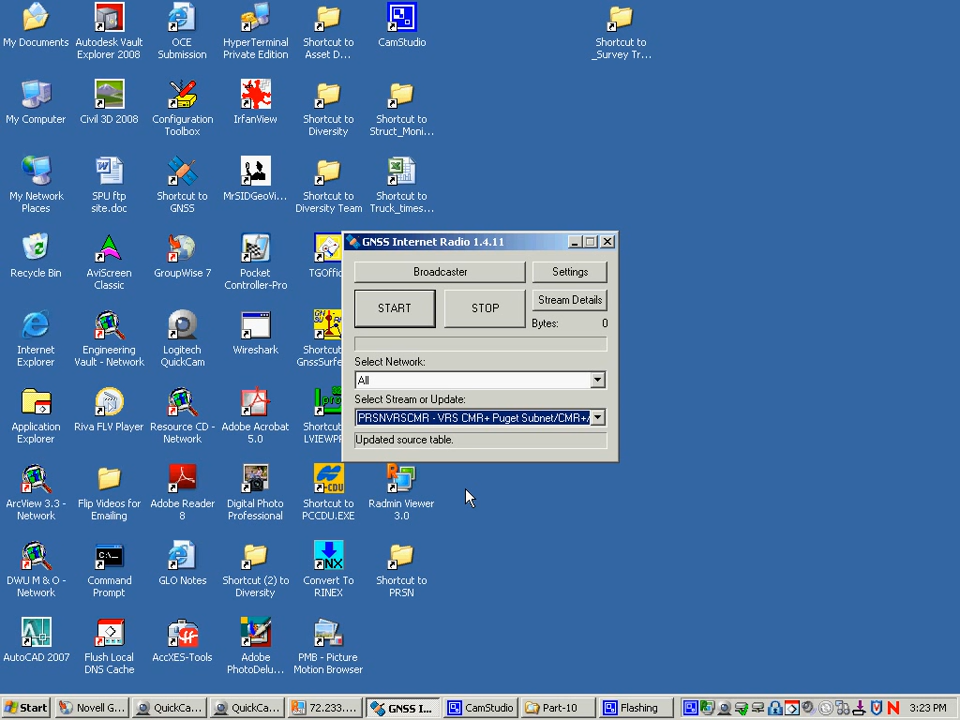 My Documents
Autodesk Vault
Explorer 2008
OCE
Submission
HyperTerminal
Private Edition
Shortcut to
Asset D...
CamStudio
Shortcut to
_Survey Tr...
My Computer
Civil 3D 2008
Configuration
Toolbox
IrfanView
Shortcut to
Diversity
Shortcut to
Struct_Moni...
My Network
Places
SPU ftp
site.doc
Shortcut to
GNSS
MrSIDGeoVi...
Shortcut to
Diversity Team
Shortcut to
Truck_times...
Recycle Bin
AviScreen
Classic
GroupWise 7
Pocket
Controller-Pro
TGOffic
GNSS Internet Radio 1.4.11
Broadcaster
Settings
START
STOP
Stream Details
Bytes: 0
Select Network:
All
Select Stream or Update:
PRSNVRSCMR - VRS CMR+ Puget Subnet/CMR+/
Updated source table.
Internet
Explorer
Engineering
Vault - Network
Logitech
QuickCam
Wireshark
Shortcut
GnssSurfe
Application
Explorer
Riva FLV Player
Resource CD -
Network
Adobe Acrobat
5.0
Shortcut
LVIEWPR
ArcView 3.3 -
Network
Flip Videos for
Emailing
Adobe Reader
8
Digital Photo
Professional
Shortcut to
PCCDU.EXE
Radmin Viewer
3.0
DWU M & O -
Network
Command
Prompt
GLO Notes
Shortcut (2) to
Diversity
Convert To
RINEX
Shortcut to
PRSN
AutoCAD 2007
Flush Local
DNS Cache
AccXES-Tools
Adobe
PhotoDelu...
PMB - Picture
Motion Browser
Start
Novell G...
QuickCa...
QuickCa...
72.233....
GNSS I...
CamStudio
Part-10
Flashing
3:23 PM